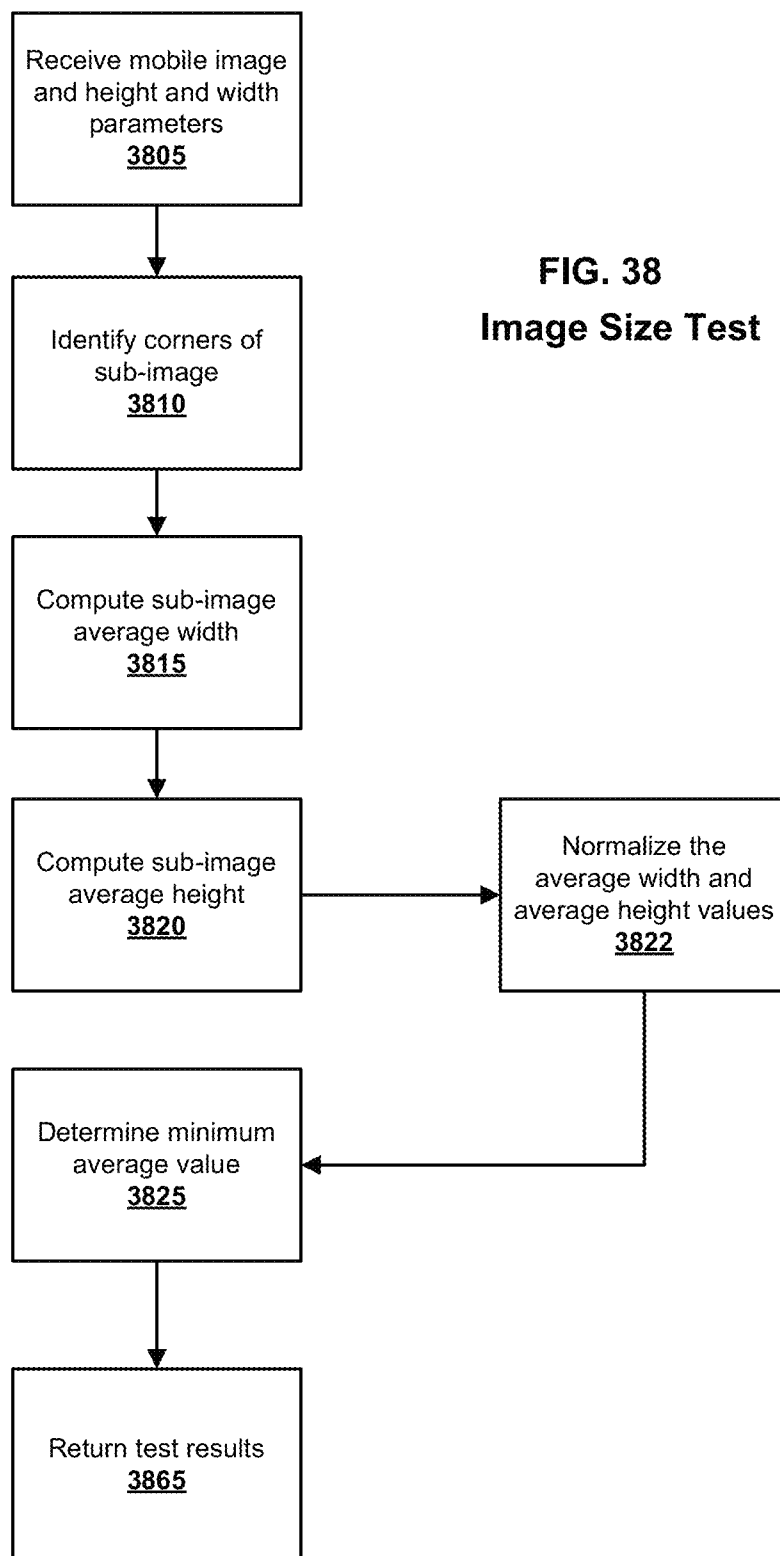 Receive mobile image
and height and width
parameters
3805
FIG. 38
Image Size Test
Identify corners of
sub-image
3810
Compute sub-image
average width
3815
Compute sub-image
average height
3820
Normalize the
average width and
average height values
3822
Determine minimum
average value
3825
Return test results
3865